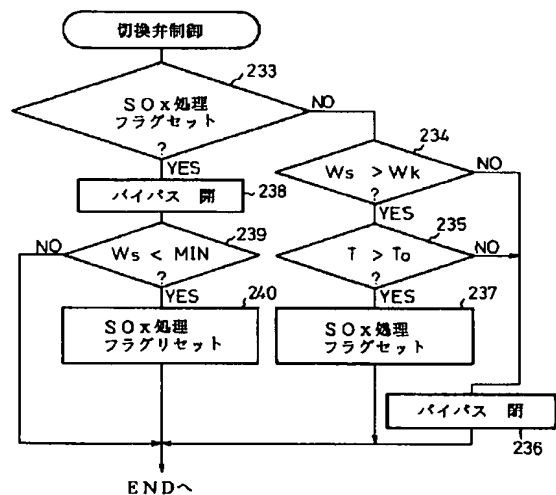 切換弁制御
233
SOx処理
フラグセット
?
NO
YES
234
Ws > Wk
?
NO
YES
バイパス 開
238
239
NO
Ws < MIN
?
YES
235
T > To
?
NO
YES
240
SOx処理
フラグリセット
237
SOx処理
フラグセット
バイパス 閉
236
ENDへ